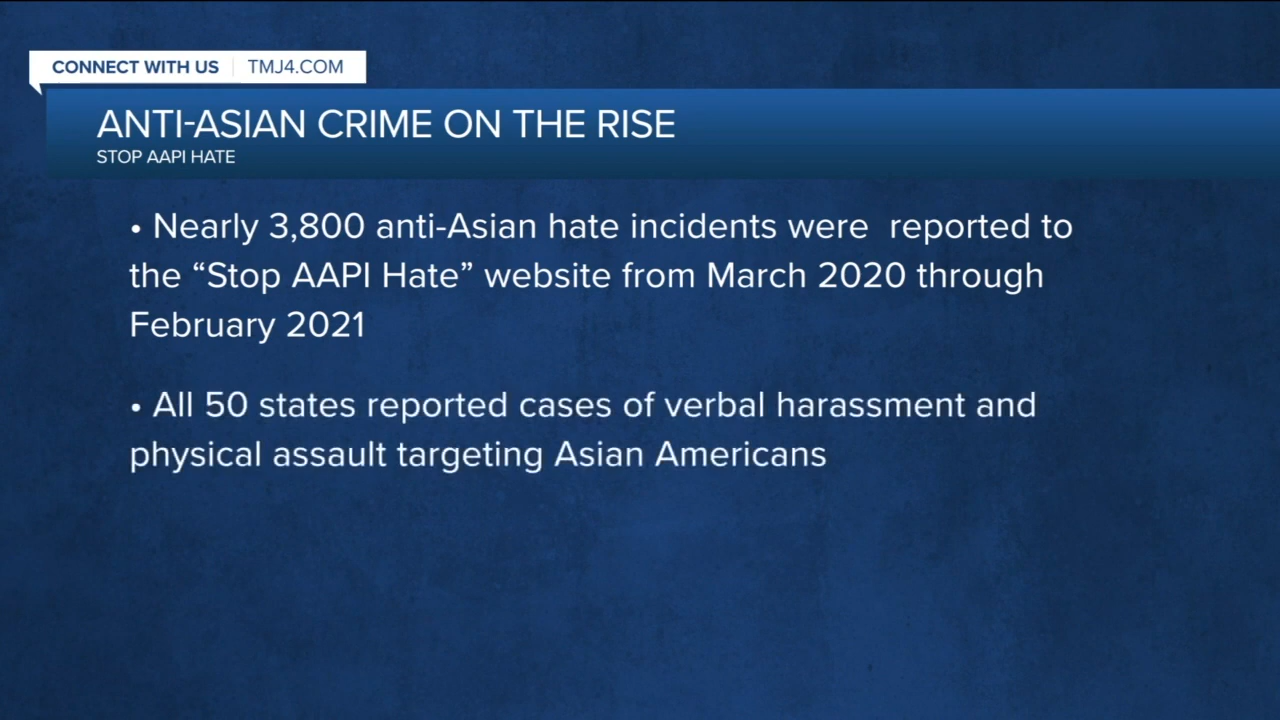 CONNECT WITH US | TMJ4.COM
ANTI-ASIAN CRIME ON THE RISE
STOP AAPI HATE
• Nearly 3,800 anti-Asian hate incidents were  reported to
the “Stop AAPI Hate” website from March 2020 through
February 2021
• All 50 states reported cases of verbal harassment and
physical assault targeting Asian Americans